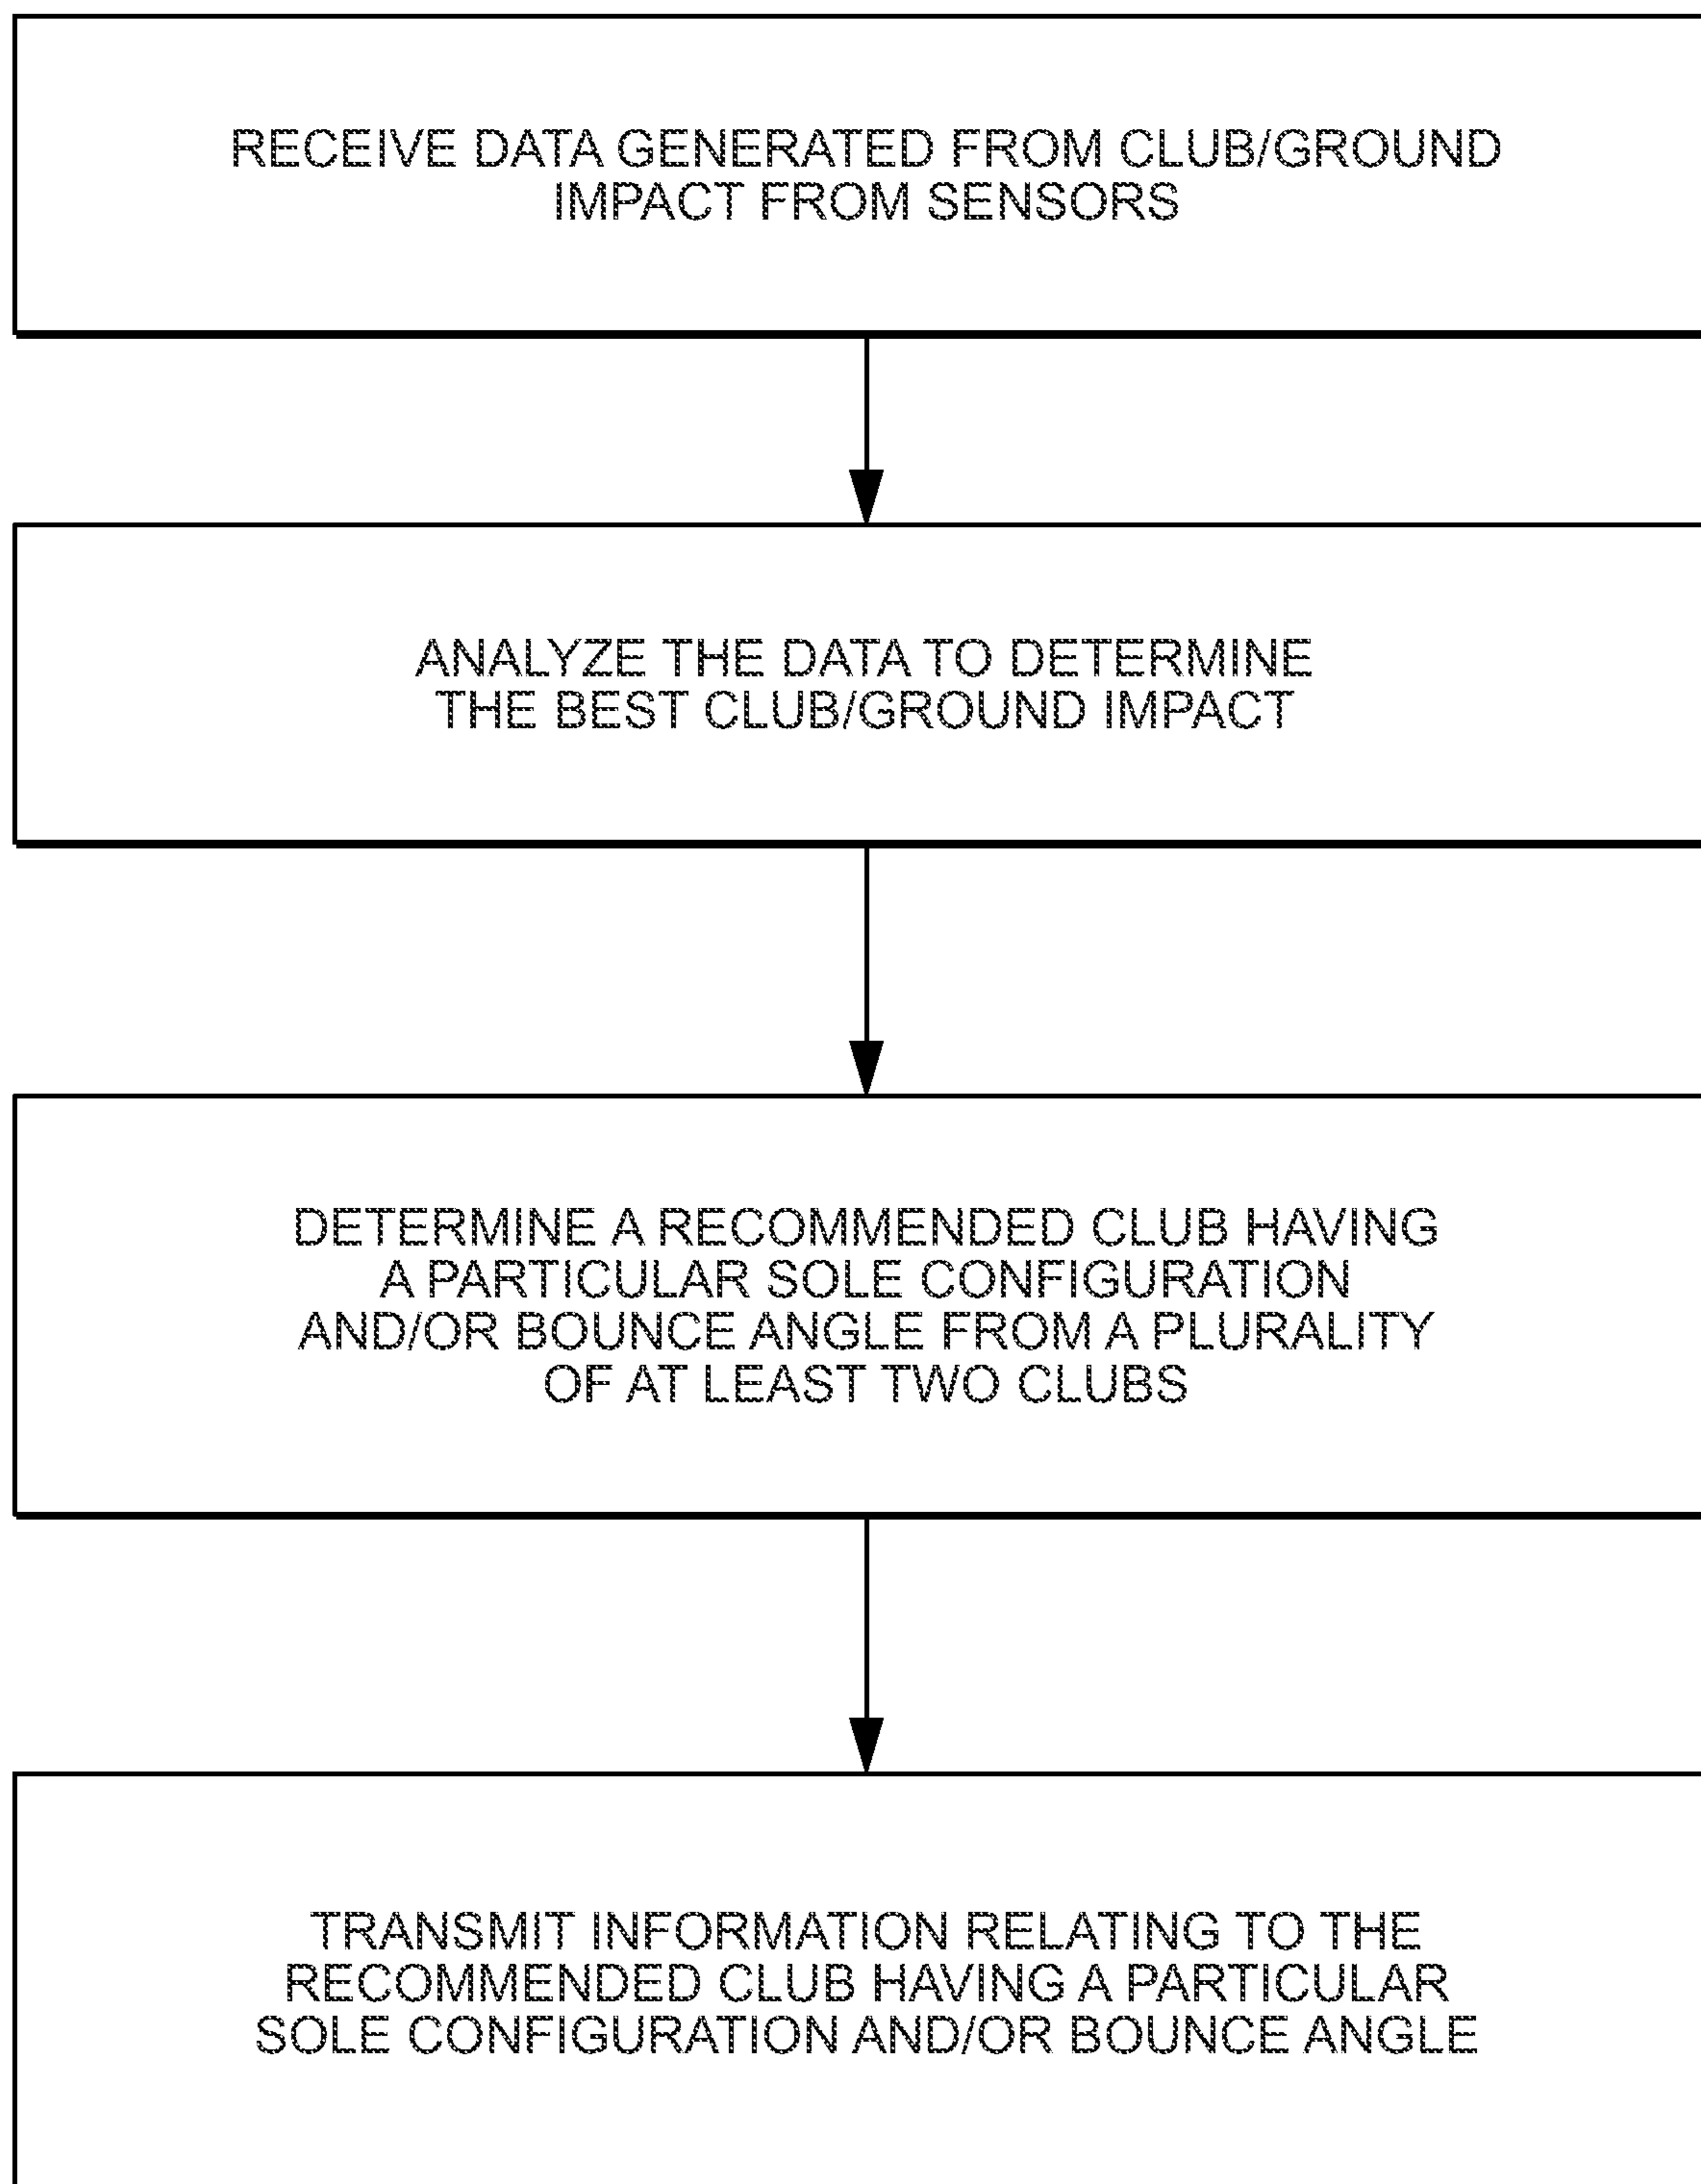 RECEIVE DATA GENERATED FROM CLUB/GROUND
IMPACT FROM SENSORS
ANALYZE THE DATA TO DETERMINE
THE BEST CLUB/GROUND IMPACT
DETERMINE A RECOMMENDED CLUB HAVING
A PARTICULAR SOLE CONFIGURATION
AND/OR BOUNCE ANGLE FROM A PLURALITY
OF AT LEAST TWO CLUBS
TRANSMIT INFORMATION RELATING TO THE
RECOMMENDED CLUB HAVING A PARTICULAR
SOLE CONFIGURATION AND/OR BOUNCE ANGLE